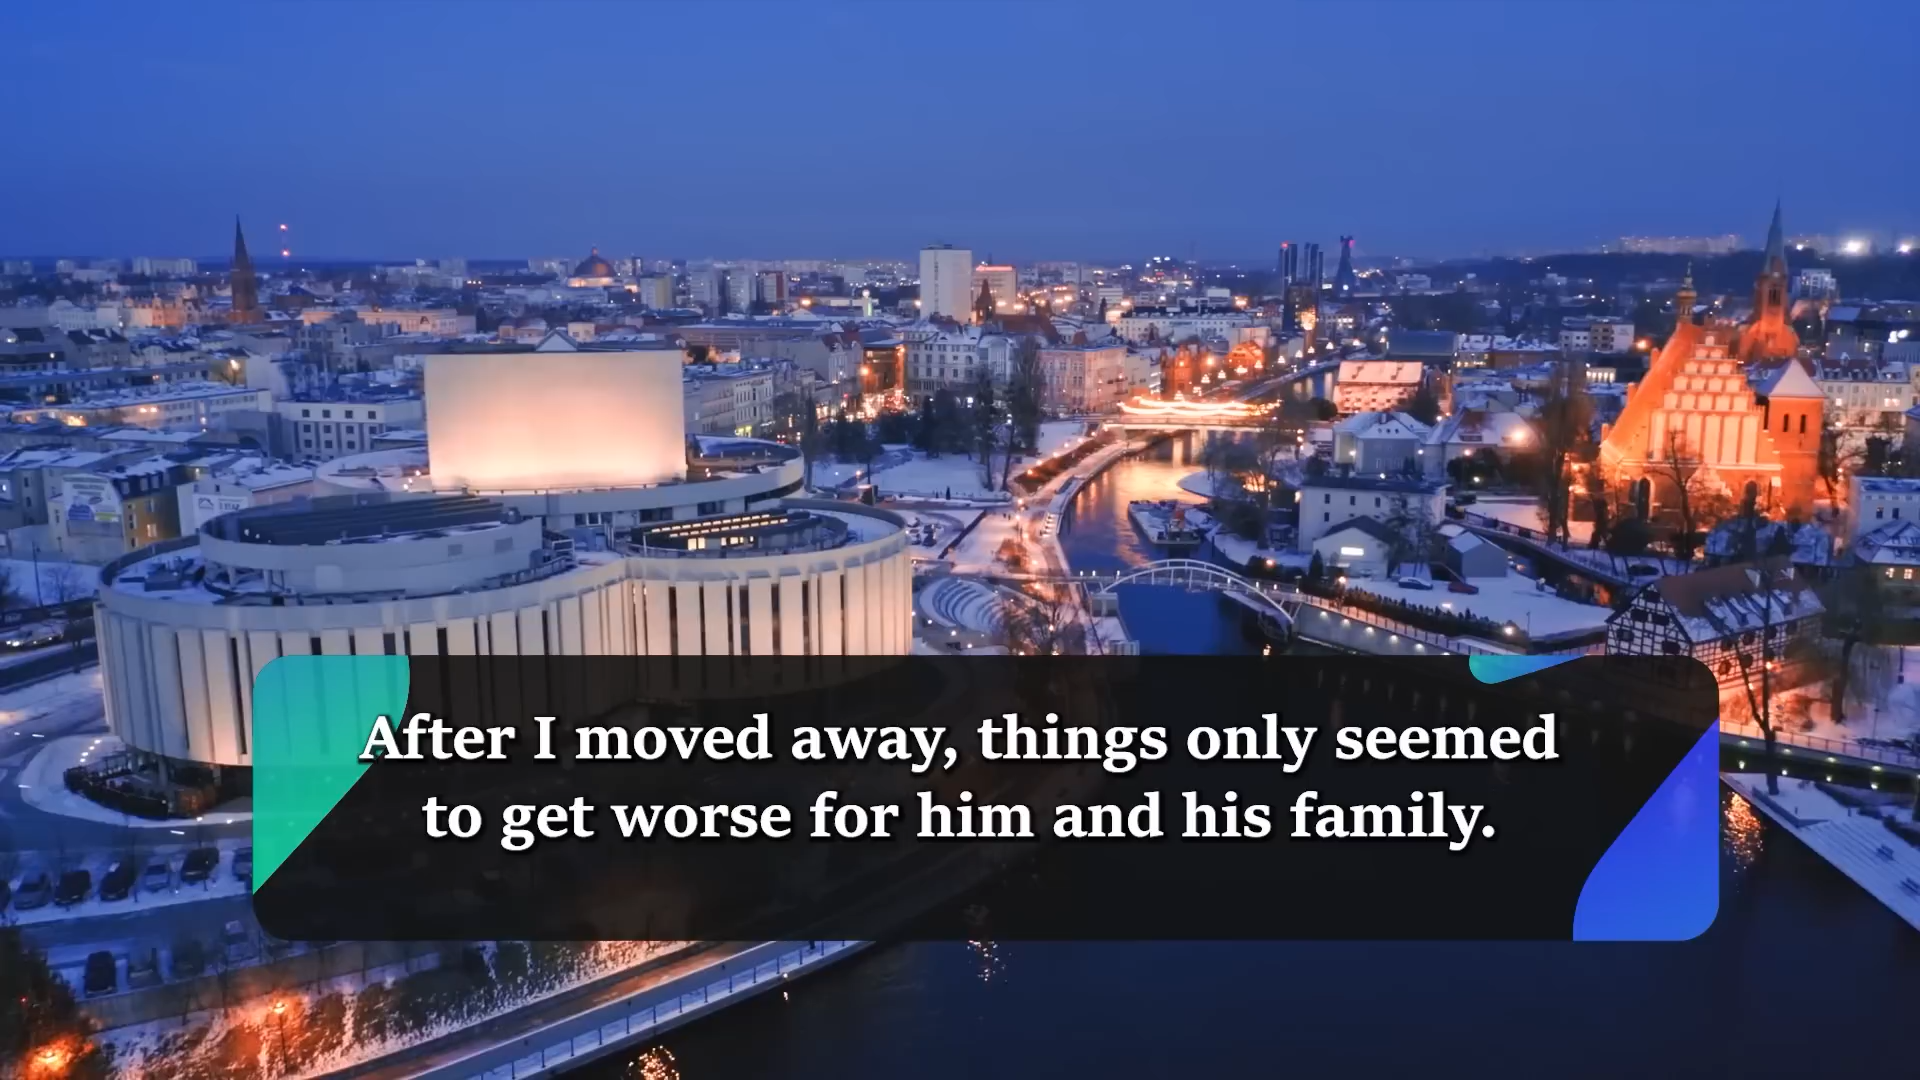 After I moved away, things only seemed
to get worse for him and his family.